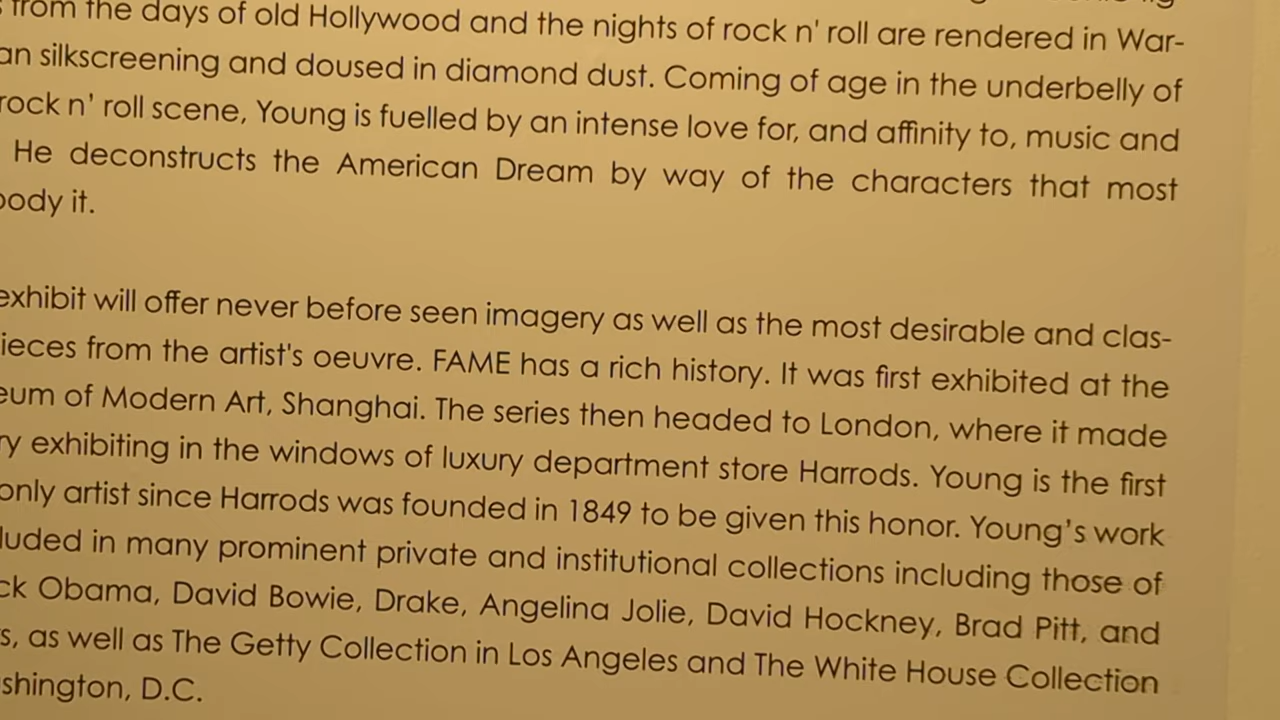 from the days of old Hollywood and the nights of rock n' roll are rendered in War-
silkscreening and doused in diamond dust. Coming of age in the underbelly of
rock n' roll scene, Young is fuelled by an intense love for, and affinity to, music and
He deconstructs the American Dream by way of the characters that most
body it.
exhibit will offer never before seen imagery as well as the most desirable and clas-
ieces from the artist's oeuvre. FAME has a rich history. It was first exhibited at the
eum of Modern Art, Shanghai. The series then headed to London, where it made
ry exhibiting in the windows of luxury department store Harrods. Young is the first
only artist since Harrods was founded in 1849 to be given this honor. Young's work
luded in many prominent private and institutional collections including those of
ck Obama, David Bowie, Drake, Angelina Jolie, David Hockney, Brad Pitt, and
s, as well as The Getty Collection in Los Angeles and The White House Collection
shington, D.C.